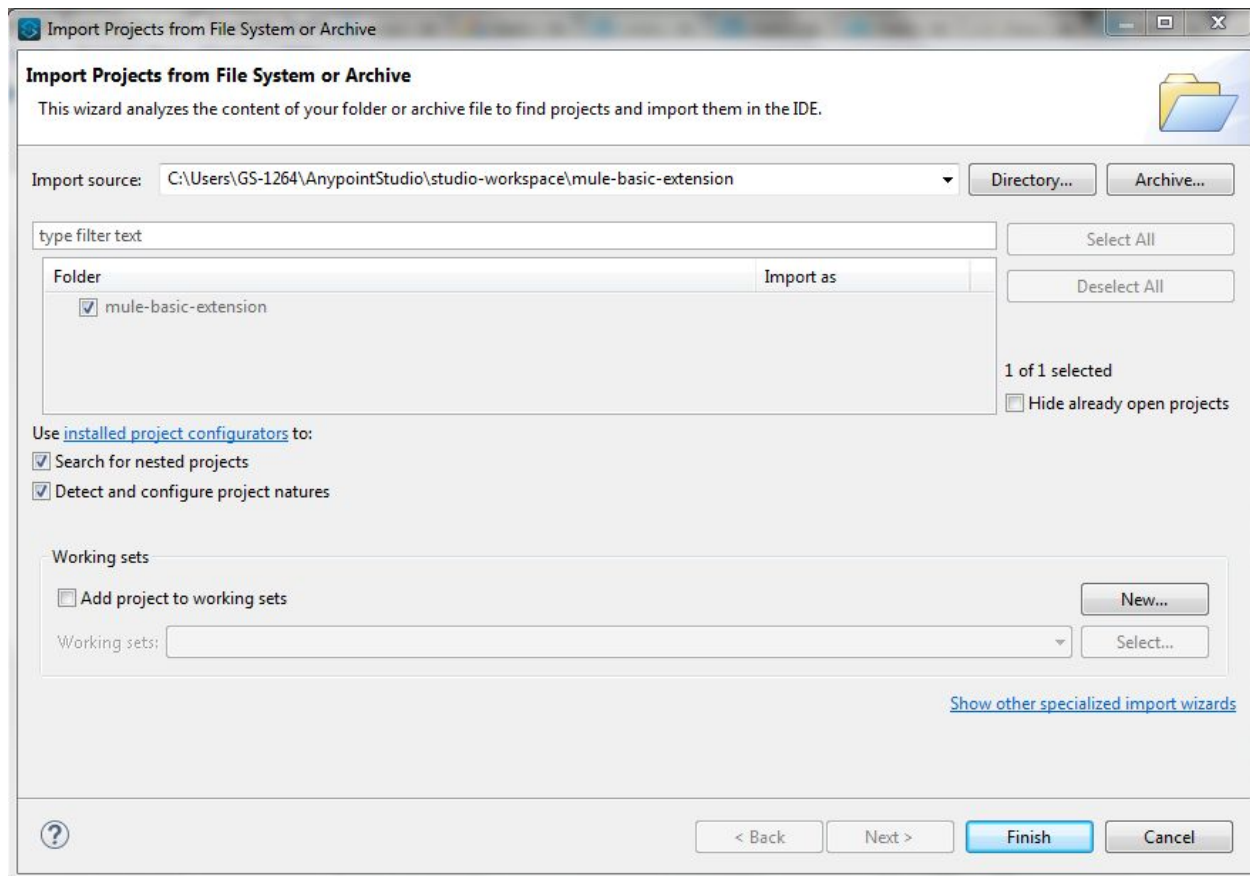 Import Projects from File System or Archive
Import Projects from File System or Archive
This wizard analyzes the content of your folder or archive file to find projects and import them in the IDE.
Import source: C:\Users\GS-1264\AnypointStudio\studio-workspace\mule-basic-extension Directory... Archive...
type filter text Select All
Folder Import as Deselect All
mule-basic-extension
1 of 1 selected
Hide already open projects
Use installed project configurators to:
Search for nested projects
Detect and configure project natures
Working sets
Add project to working sets New...
Working sets: Select...
Show other specialized import wizards
? < Back Next > Finish Cancel